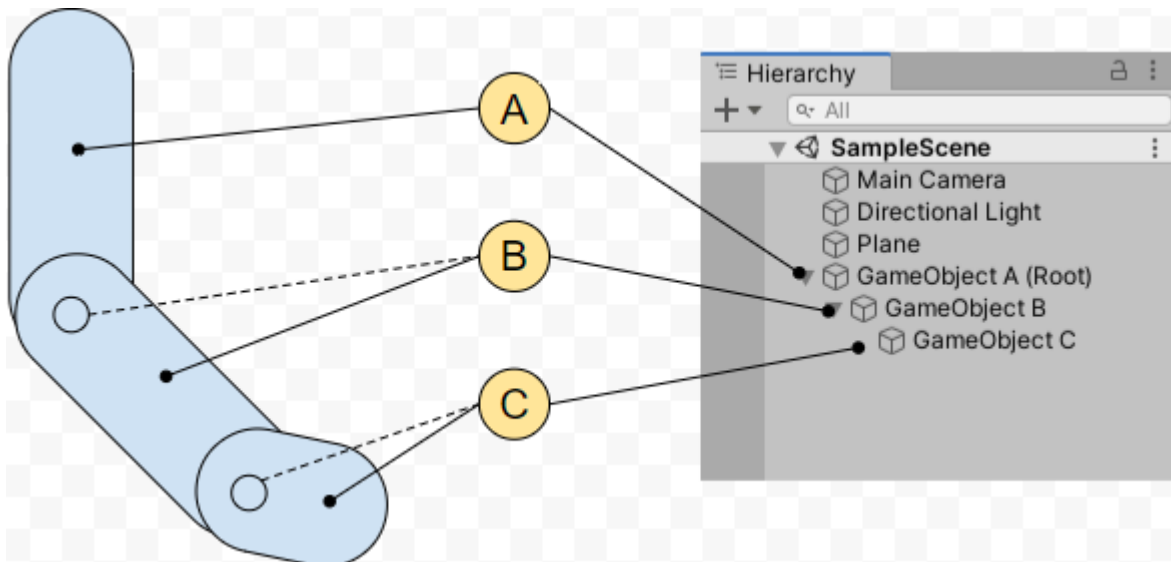 A
B
C
Hierarchy
All
SampleScene
Main Camera
Directional Light
Plane
GameObject A (Root)
GameObject B
GameObject C